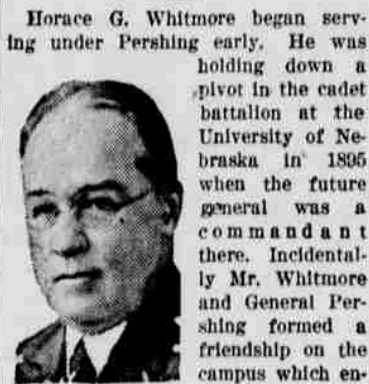 Horace G. Whitmore began serv-
ing under Pershing early. He was
holding down a
pivot in the cadet
battalion at the
University of Ne-
braska in 1895
when the future
general was a
commandant
there. Incidental-
ly Mr. Whitmore
and General Per-
shing formed a
friendship on the
campus which en-